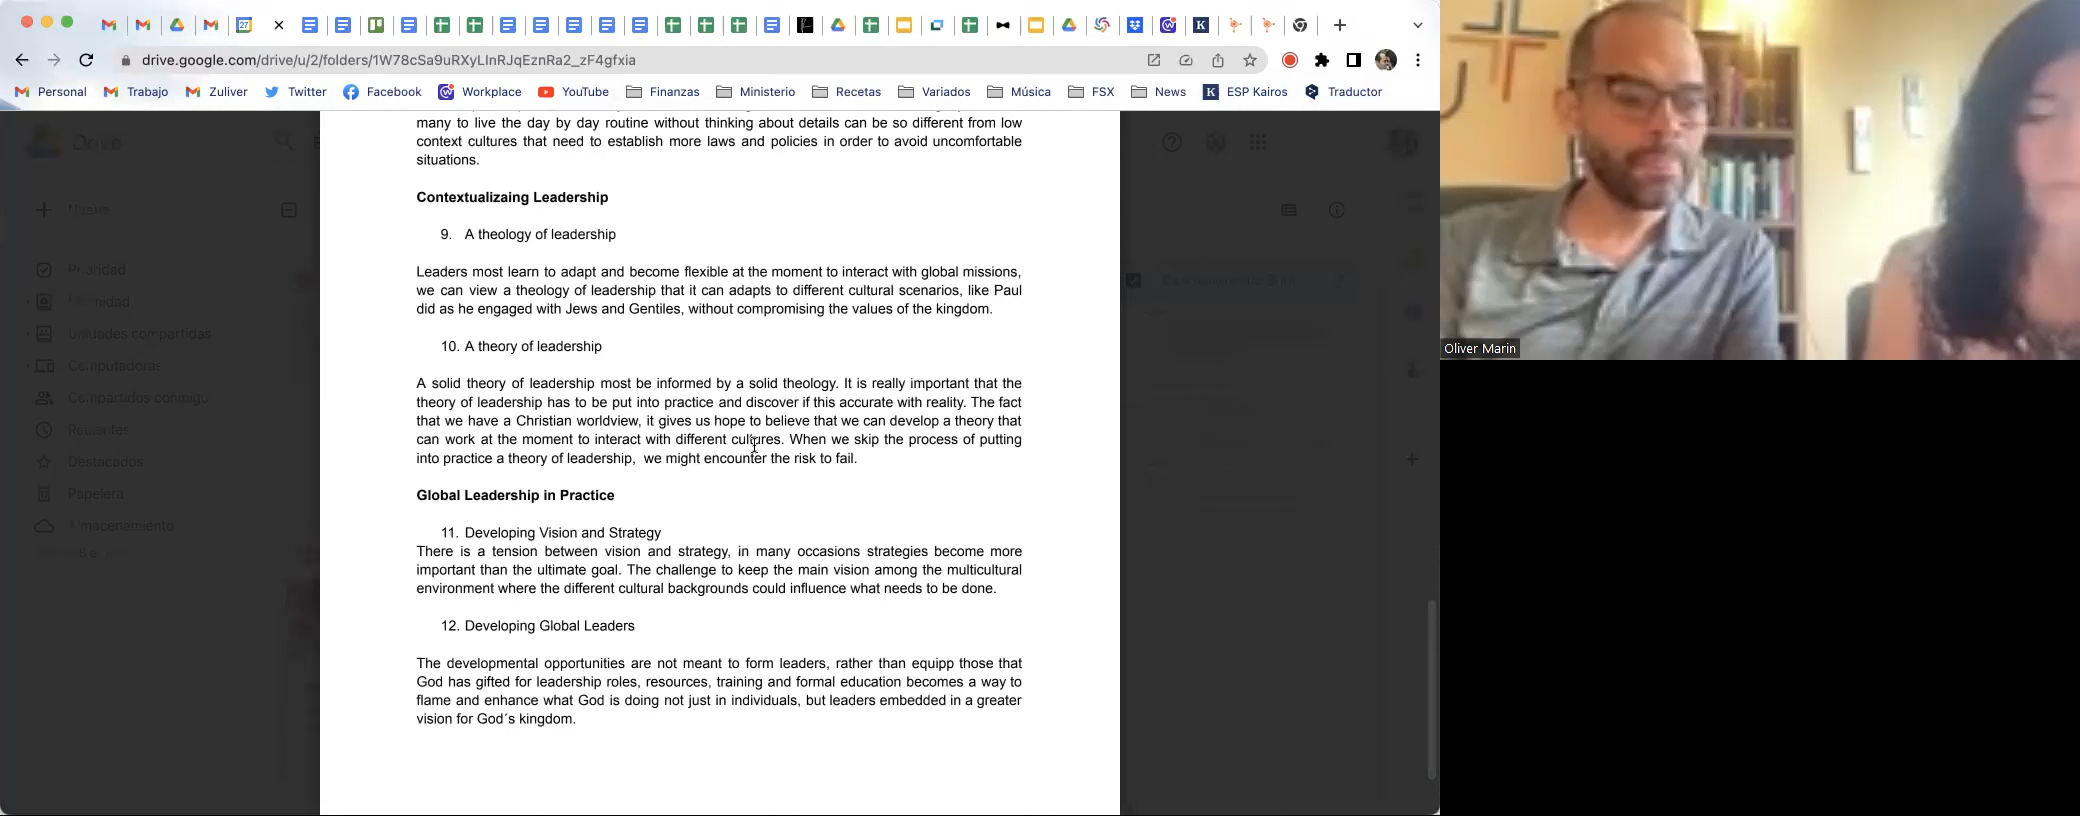 drive.google.com/drive/u/2/folders/1W78cSa9uRXyLInRJqEznRa2_zF4gfxia
Personal Trabajo Zuliver Twitter Facebook Workplace YouTube Finanzas Ministerio Recetas Variados Música FSX News ESP Kairos Traductor
many to live the day by day routine without thinking about details can be so different from low
context cultures that need to establish more laws and policies in order to avoid uncomfortable
situations.
Contextualizaing Leadership
9. A theology of leadership
Leaders most learn to adapt and become flexible at the moment to interact with global missions,
we can view a theology of leadership that it can adapts to different cultural scenarios, like Paul
did as he engaged with Jews and Gentiles, without compromising the values of the kingdom.
10. A theory of leadership
A solid theory of leadership most be informed by a solid theology. It is really important that the
theory of leadership has to be put into practice and discover if this accurate with reality. The fact
that we have a Christian worldview, it gives us hope to believe that we can develop a theory that
can work at the moment to interact with different cultures. When we skip the process of putting
into practice a theory of leadership, we might encounter the risk to fail.
Global Leadership in Practice
11. Developing Vision and Strategy
There is a tension between vision and strategy, in many occasions strategies become more
important than the ultimate goal. The challenge to keep the main vision among the multicultural
environment where the different cultural backgrounds could influence what needs to be done.
12. Developing Global Leaders
The developmental opportunities are not meant to form leaders, rather than equipp those that
God has gifted for leadership roles, resources, training and formal education becomes a way to
flame and enhance what God is doing not just in individuals, but leaders embedded in a greater
vision for God´s kingdom.
Drive
Prioridad
Unidades compartidas
Computadoras
Compartidos conmigo
Recientes
Destacados
Papelera
Almacenamiento
Oliver Marin